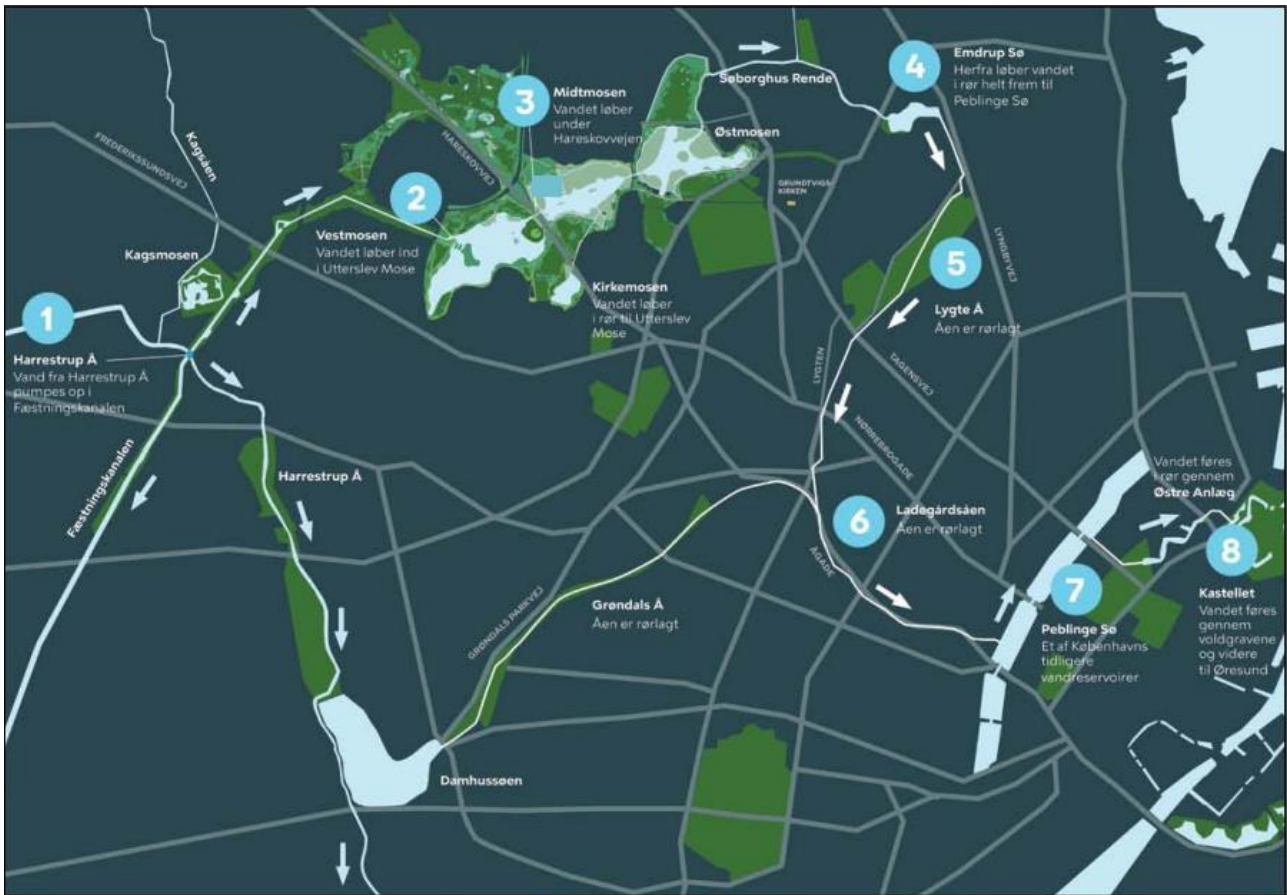 1
Harrestrup Å
Vand fra Harrestrup Å
pumpes op i
Fæstningskanalen
FREDERIKSSUNDSVEJ
Kagsåen
Kagsmosen
Fæstningskanalen
Harrestrup Å
Damhussøen
2
Vestmosen
Vandet løber ind
i Utterslev Mose
HARESKOVVEJ
3
Midtmosen
Vandet løber
under
Hareskovvejen
Kirkemosen
Vandet løber
i rør til Utterslev
Mose
Østmosen
Søborghus Rende
GRUNDTVIGS
KIRKEN
4
Emdrup Sø
Herfra løber vandet
i rør helt frem til
Peblinge Sø
LYNGBYVEJ
5
Lygte Å
Åen er rørlagt
LYGTEN
TAGENSVEJ
NØRREBROGADE
6
Ladegårdsåen
Åen er rørlagt
ÅGADE
Grøndals Å
Åen er rørlagt
GRØNDALS PARKVEJ
7
Peblinge Sø
Et af Københavns
tidligere
vandreservoirer
Vandet føres
i rør gennem
Østre Anlæg
8
Kastellet
Vandet føres
gennem
voldgravene
og videre
til Øresund